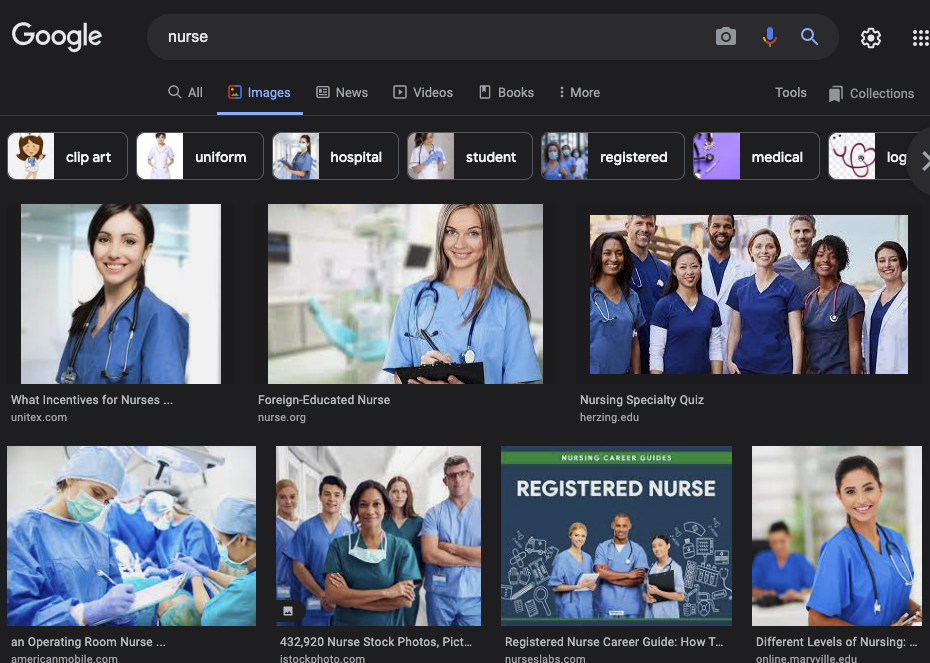 Google
nurse
All
Images
News
Videos
Books
More
Tools
Collections
clip art
uniform
hospital
student
registered
medical
log
What Incentives for Nurses ...
unitex.com
Foreign-Educated Nurse
nurse.org
Nursing Specialty Quiz
herzing.edu
NURSING CAREER GUIDES
REGISTERED NURSE
an Operating Room Nurse ...
americanmobile.com
432,920 Nurse Stock Photos, Pict...
istockphoto.com
Registered Nurse Career Guide: How T...
nurseslabs.com
Different Levels of Nursing: ...
online.maryville.edu